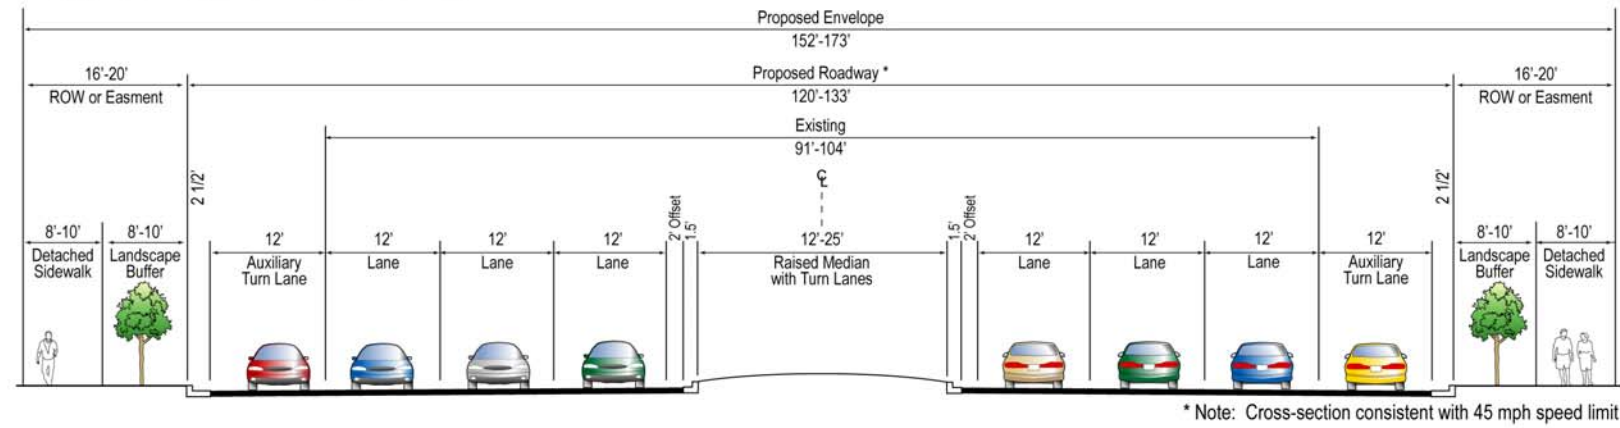 Proposed Envelope
152'-173'
16'-20'
ROW or Easment
Proposed Roadway *
120'-133'
16'-20'
ROW or Easment
Existing
91'-104'
℄
2 1/2'
2 1/2'
8'-10'
Detached
Sidewalk
8'-10'
Landscape
Buffer
12'
Auxiliary
Turn Lane
12'
Lane
12'
Lane
12'
Lane
2' Offset
1.5'
12'-25'
Raised Median
with Turn Lanes
1.5'
2' Offset
12'
Lane
12'
Lane
12'
Lane
12'
Auxiliary
Turn Lane
8'-10'
Landscape
Buffer
8'-10'
Detached
Sidewalk
* Note: Cross-section consistent with 45 mph speed limit